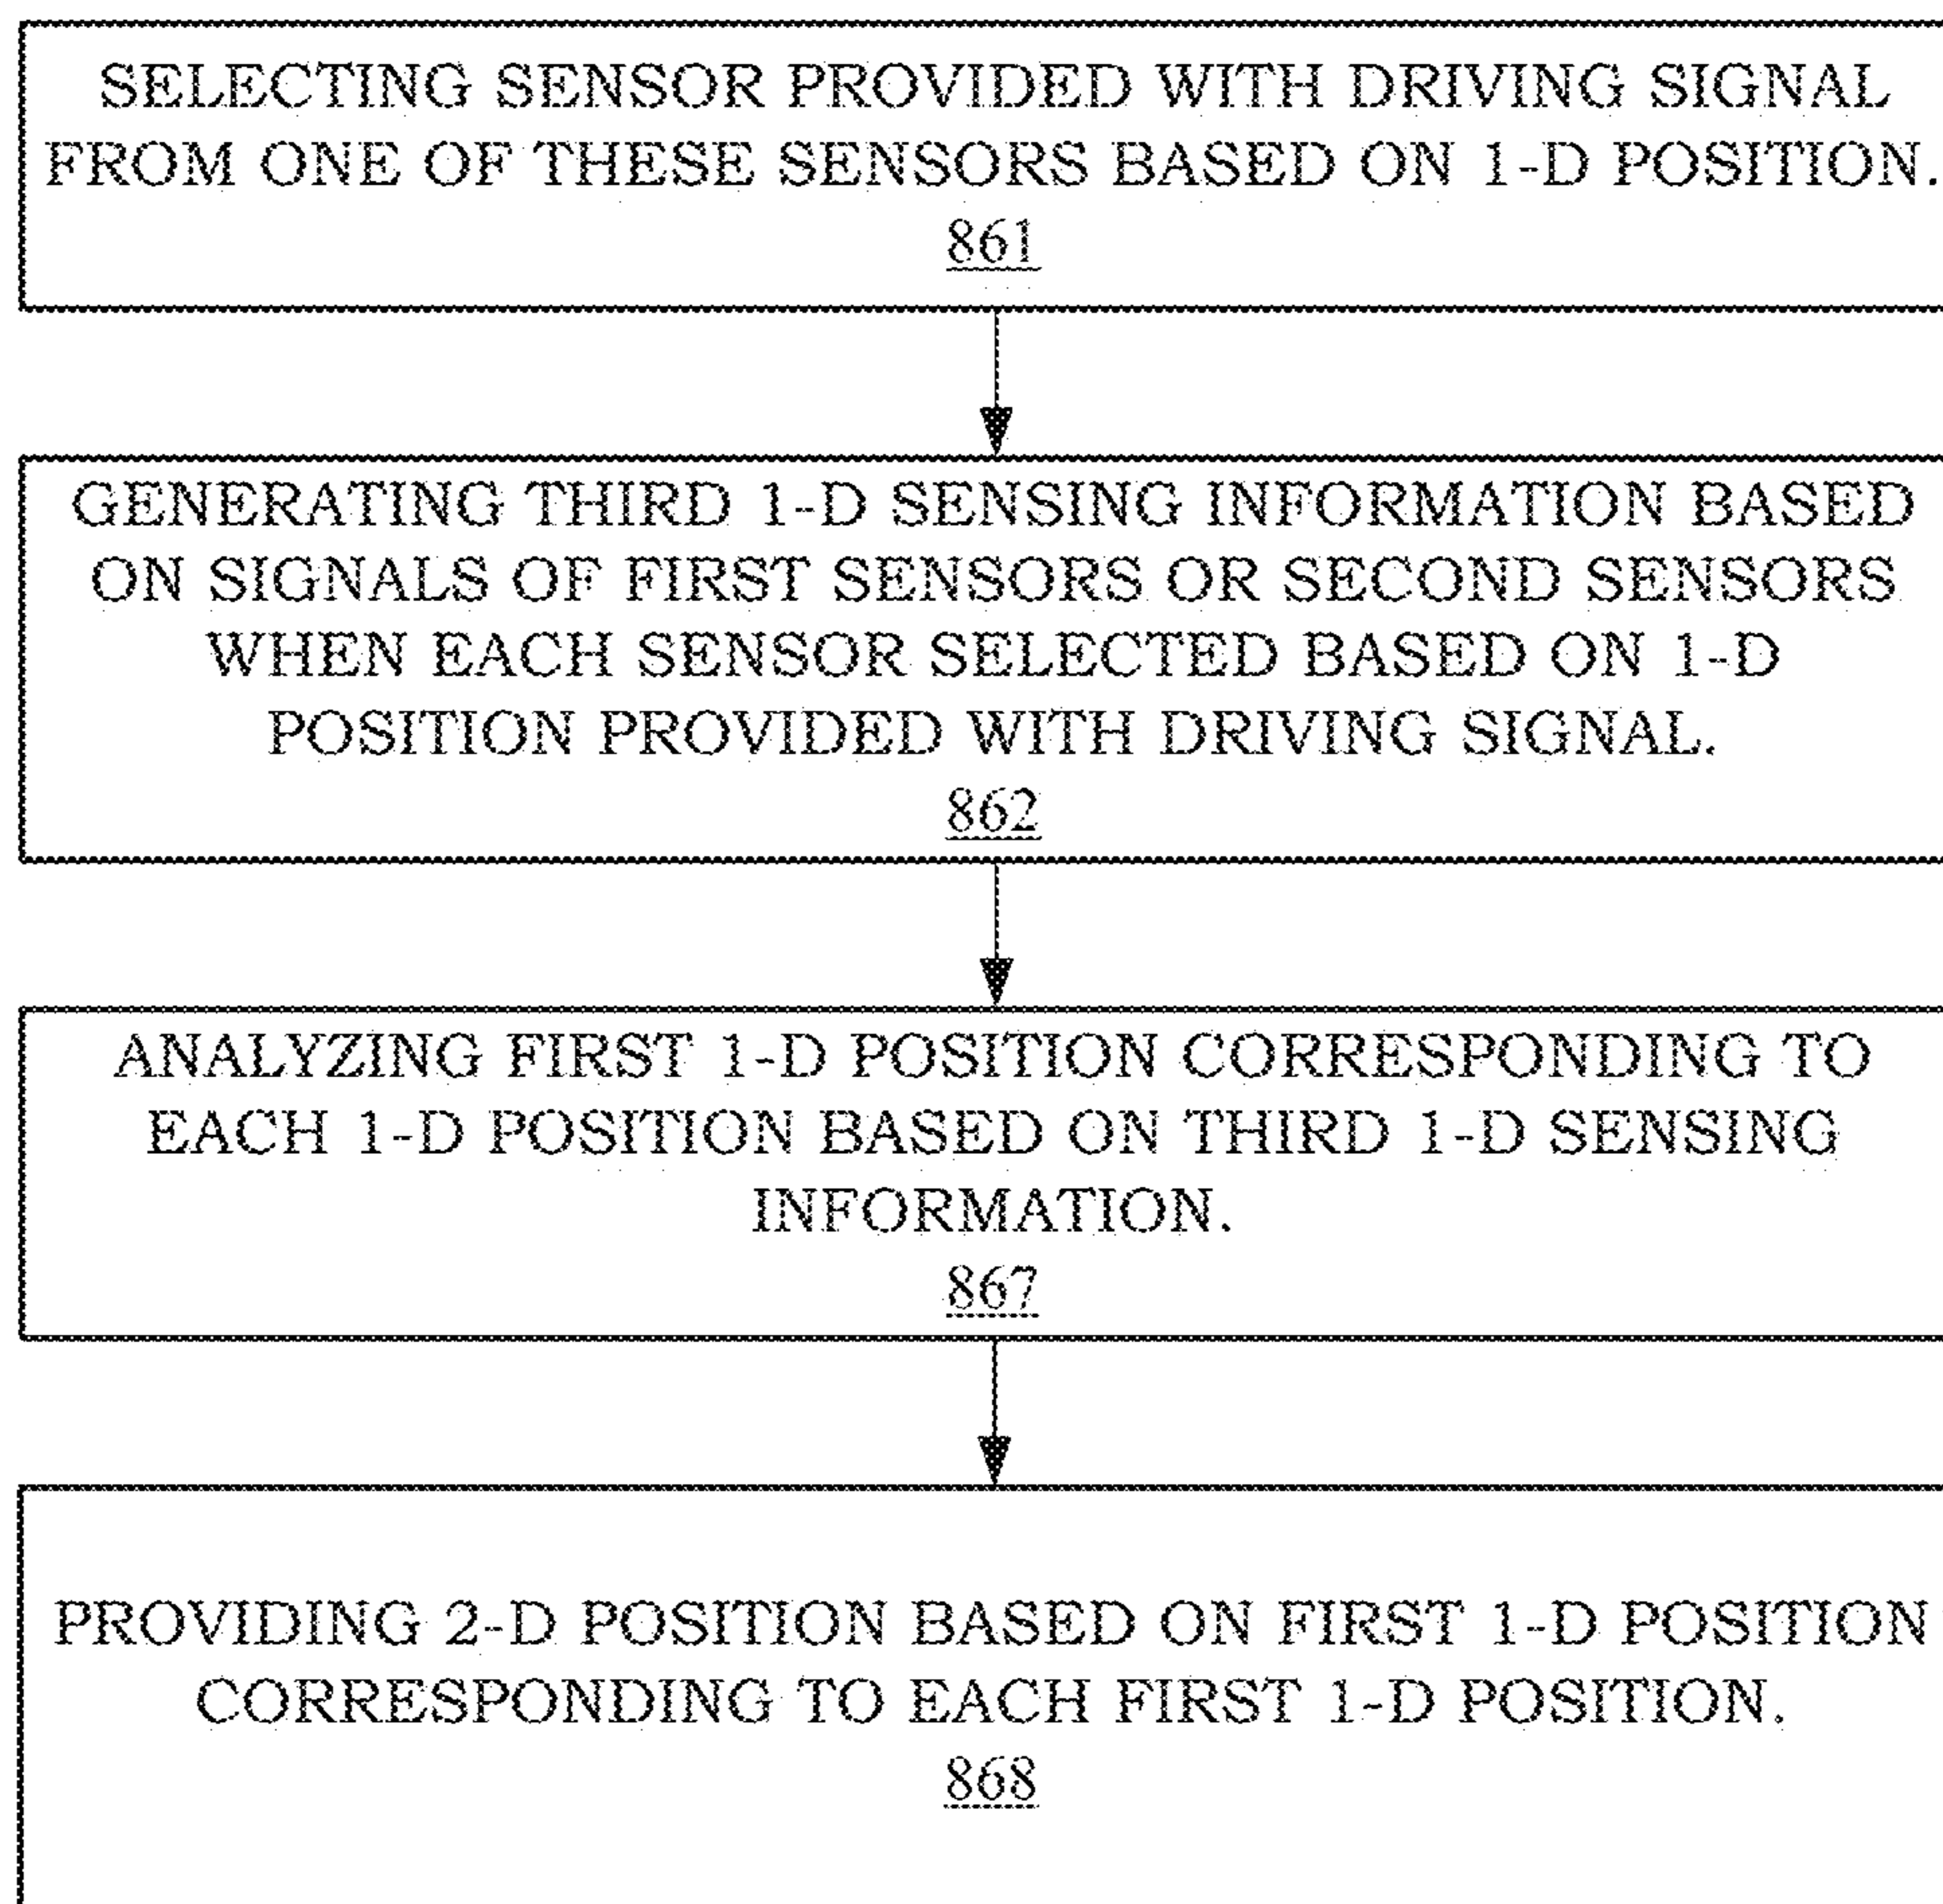 SELECTING SENSOR PROVIDED WITH DRIVING SIGNAL
FROM ONE OF THESE SENSORS BASED ON 1-D POSITION.
861
GENERATING THIRD 1-D SENSING INFORMATION BASED
ON SIGNALS OF FIRST SENSORS OR SECOND SENSORS
WHEN EACH SENSOR SELECTED BASED ON 1-D
POSITION PROVIDED WITH DRIVING SIGNAL.
862
ANALYZING FIRST 1-D POSITION CORRESPONDING TO
EACH 1-D POSITION BASED ON THIRD 1-D SENSING
INFORMATION.
867
PROVIDING 2-D POSITION BASED ON FIRST 1-D POSITION
CORRESPONDING TO EACH FIRST 1-D POSITION.
868